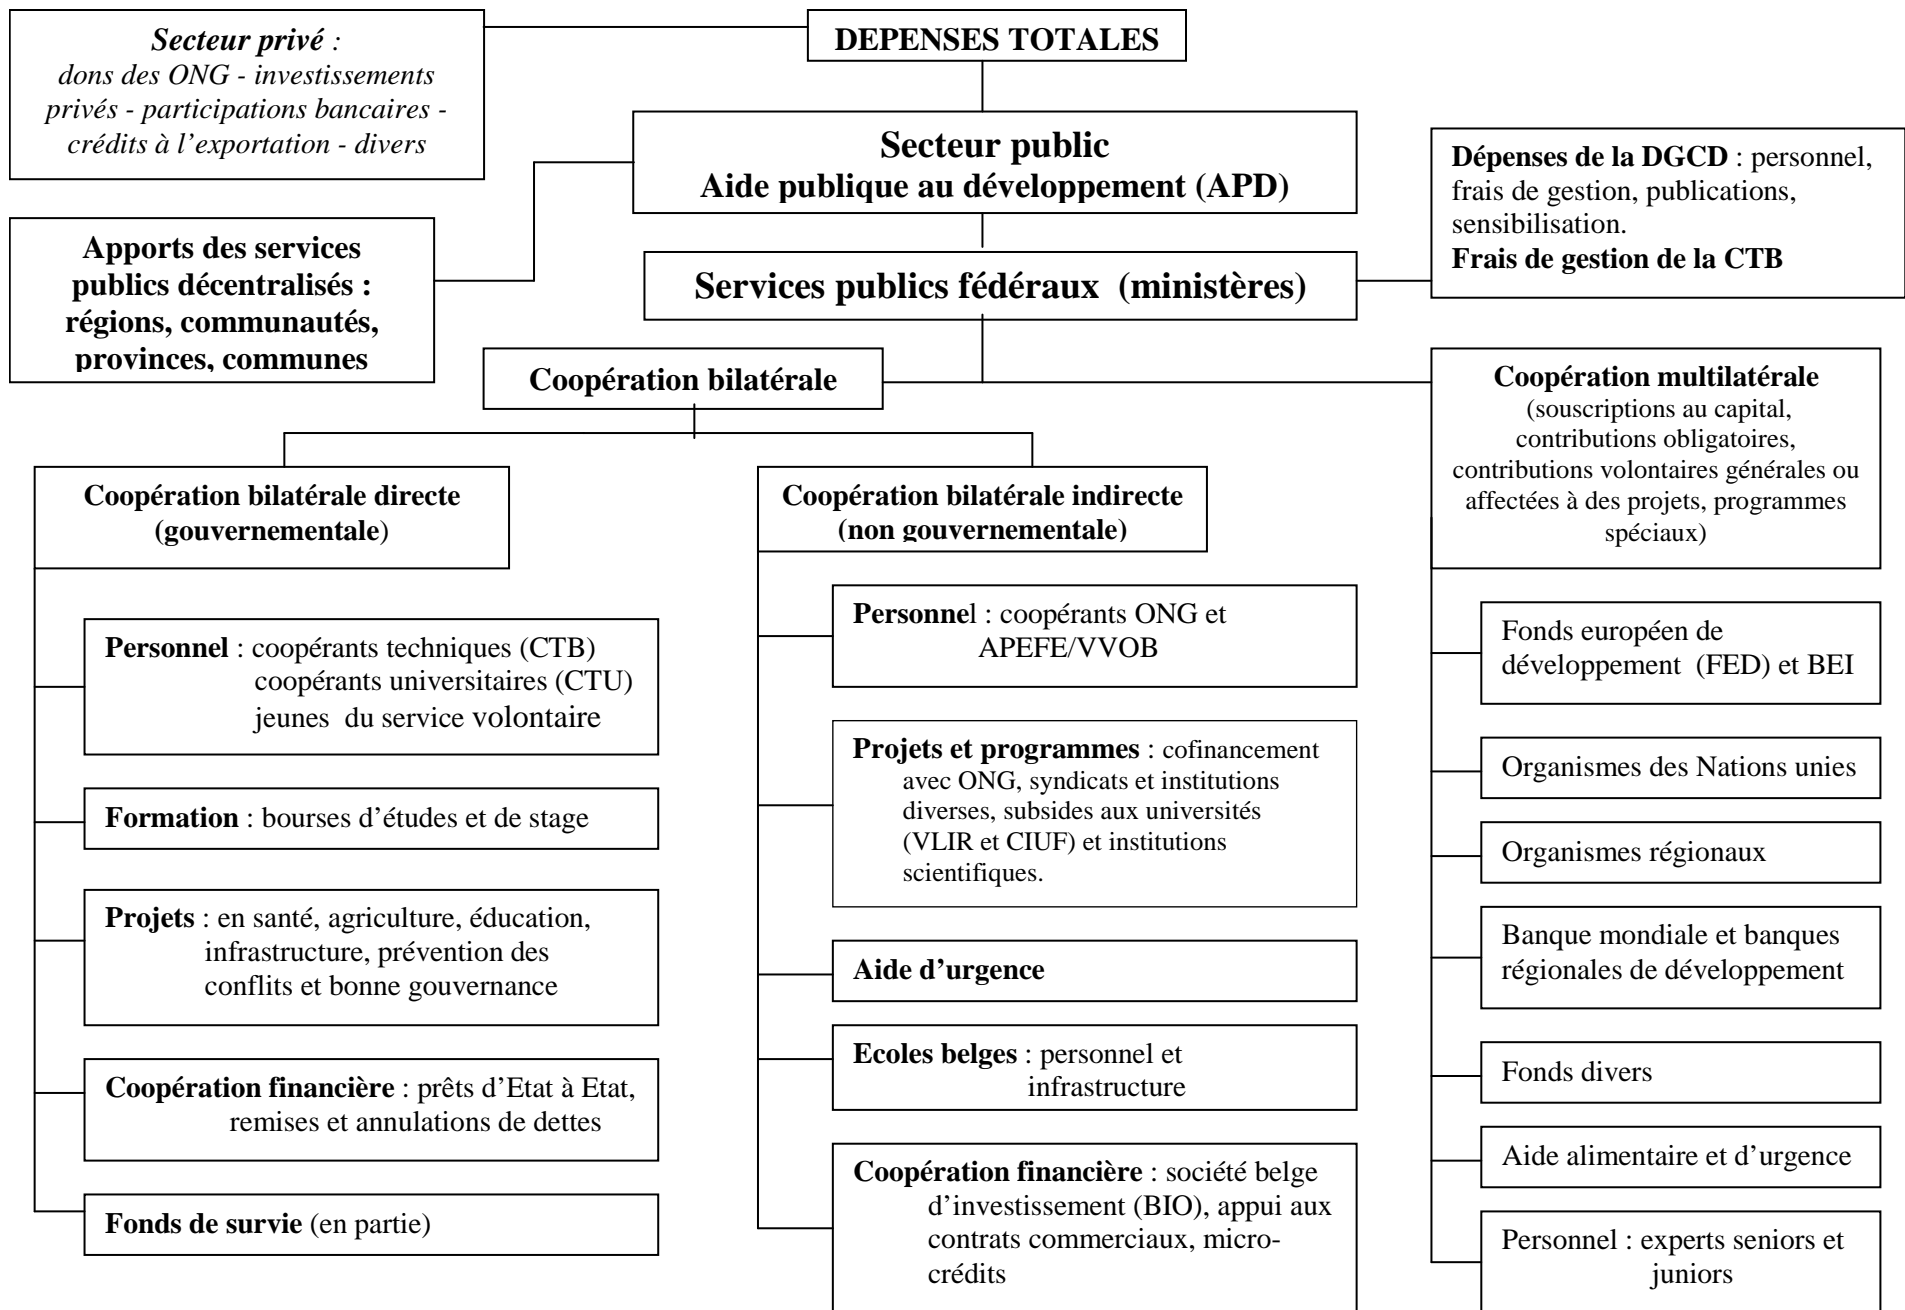 Secteur privé :
dons des ONG - investissements
privés - participations bancaires -
crédits à l’exportation - divers
DEPENSES TOTALES
Secteur public
Aide publique au développement (APD)
Dépenses de la DGCD : personnel,
frais de gestion, publications,
sensibilisation.
Frais de gestion de la CTB
Apports des services
publics décentralisés :
régions, communautés,
provinces, communes
Services publics fédéraux (ministères)
Coopération bilatérale
Coopération multilatérale
(souscriptions au capital,
contributions obligatoires,
contributions volontaires générales ou
affectées à des projets, programmes
spéciaux)
Coopération bilatérale directe
(gouvernementale)
Coopération bilatérale indirecte
(non gouvernementale)
Personnel : coopérants techniques (CTB)
coopérants universitaires (CTU)
jeunes du service volontaire
Formation : bourses d’études et de stage
Projets : en santé, agriculture, éducation,
infrastructure, prévention des
conflits et bonne gouvernance
Coopération financière : prêts d’Etat à Etat,
remises et annulations de dettes
Fonds de survie (en partie)
Personnel : coopérants ONG et
APEFE/VVOB
Projets et programmes : cofinancement
avec ONG, syndicats et institutions
diverses, subsides aux universités
(VLIR et CIUF) et institutions
scientifiques.
Aide d’urgence
Ecoles belges : personnel et
infrastructure
Coopération financière : société belge
d’investissement (BIO), appui aux
contrats commerciaux, micro-
crédits
Fonds européen de
développement (FED) et BEI
Organismes des Nations unies
Organismes régionaux
Banque mondiale et banques
régionales de développement
Fonds divers
Aide alimentaire et d’urgence
Personnel : experts seniors et
juniors